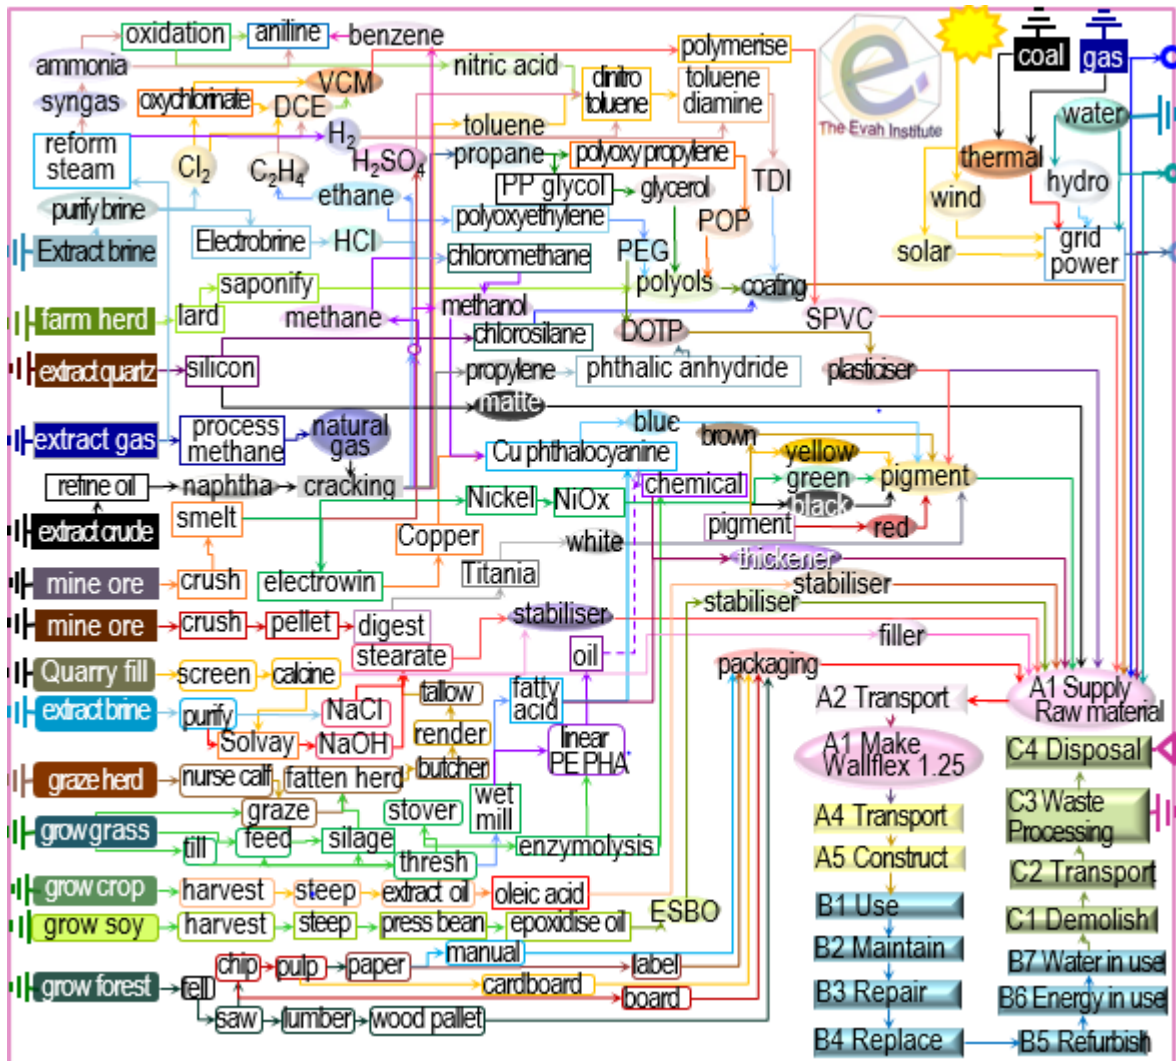 oxidation
aniline
benzene
polymerise
ammonia
nitric acid
dinitro
toluene
toluene
diamine
VCM
syngas
oxychlorinate
DCE
H₂
toluene
reform
steam
Cl₂
C₂H₄
H₂SO₄
propane
polyoxy propylene
TDI
PP glycol
glycerol
purify brine
ethane
polyoxyethylene
POP
Extract brine
Electrobrine
HCl
PEG
chloromethane
saponify
polyols
coating
farm herd
lard
methane
methanol
chlorosilane
DOTP
SPVC
extract quartz
silicon
propylene
phthalic anhydride
plasticiser
matte
The Evah Institute
coal
gas
water
thermal
hydro
wind
solar
grid
power
extract gas
process
methane
natural
gas
blue
brown
Cu phthalocyanine
yellow
refine oil
naphtha
cracking
chemical
green
pigment
Nickel
NiOx
black
extract crude
smelt
Copper
pigment
red
white
thickener
mine ore
crush
electrowin
Titania
stabiliser
stabiliser
mine ore
crush
pellet
digest
stabiliser
filler
stearate
oil
packaging
Quarry fill
screen
calcine
tallow
fatty
acid
extract brine
purify
NaCl
Solvay
NaOH
render
linear
PE PHA
graze herd
nurse calf
fatten herd
butcher
graze
stover
wet
mill
grow grass
till
feed
silage
thresh
enzymolysis
grow crop
harvest
steep
extract oil
oleic acid
grow soy
harvest
steep
press bean
epoxidise oil
ESBO
chip
pulp
paper
manual
label
cardboard
grow forest
fell
board
saw
lumber
wood pallet
A1 Supply
Raw material
A2 Transport
A1 Make
Wallflex 1.25
A4 Transport
A5 Construct
B1 Use
B2 Maintain
B3 Repair
B4 Replace
B5 Refurbish
B6 Energy in use
B7 Water in use
C1 Demolish
C2 Transport
C3 Waste
Processing
C4 Disposal